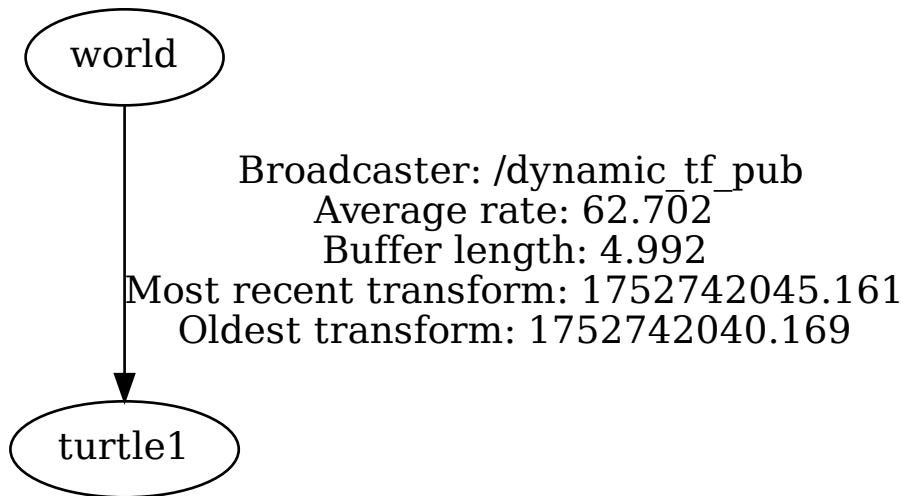 world
Broadcaster: /dynamic_tf_pub
Average rate: 62.702
Buffer length: 4.992
Most recent transform: 1752742045.161
Oldest transform: 1752742040.169
turtle1